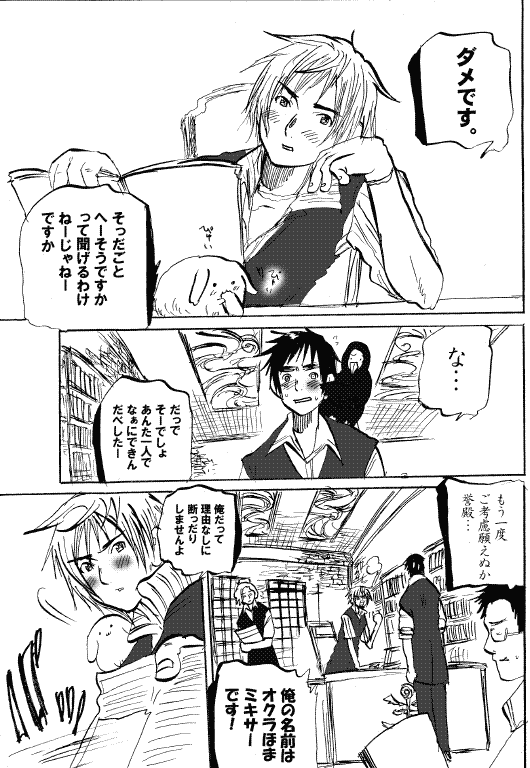 ダメです。
そっだごと
へーそうですか
って聞げるわけ
ねーじゃねー
ですか
な…
だって
そーでしょ
あんた一人で
なぁにできん
だべしたー
もう一度
ご考慮願えぬか
誉殿…
俺だって
理由なしに
断っだり
しませんよ
俺の名前は
オクラほま
ミキサー
です！